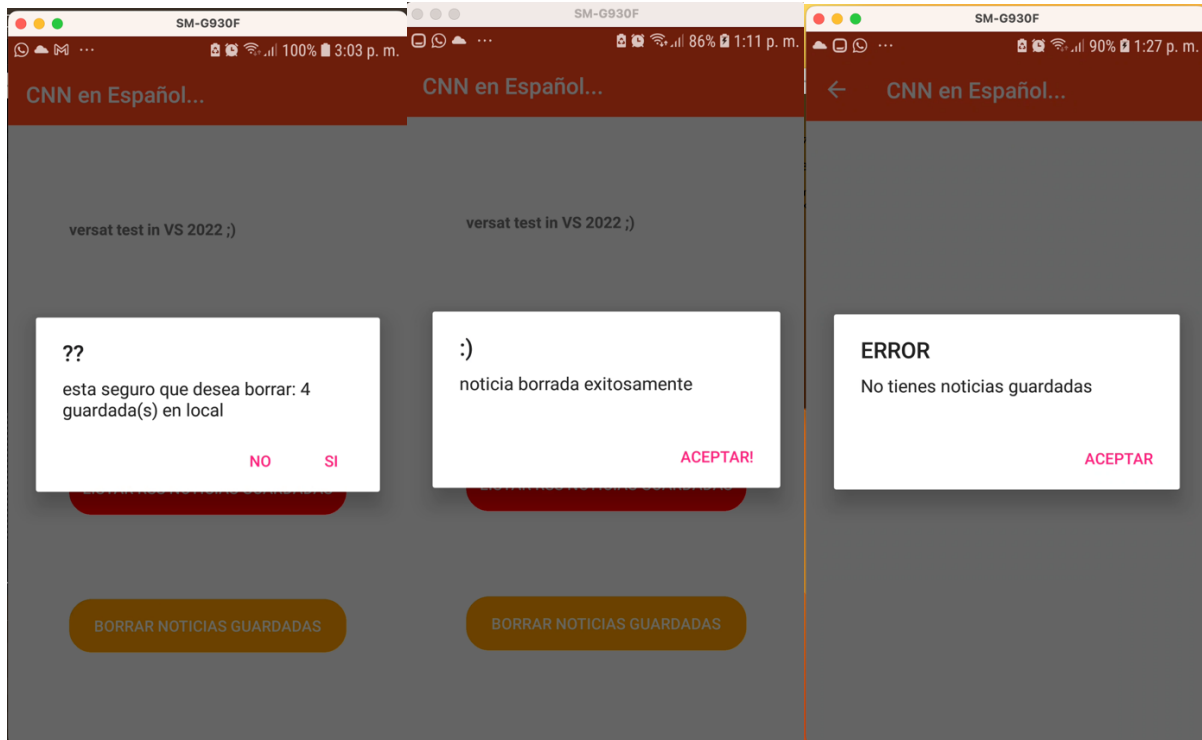 SM-G930F
100% 3:03 p. m.
CNN en Español...
versat test in VS 2022 ;)
??
esta seguro que desea borrar: 4
guardada(s) en local
NO SI
BORRAR NOTICIAS GUARDADAS
SM-G930F
86% 1:11 p. m.
CNN en Español...
versat test in VS 2022 ;)
:)
noticia borrada exitosamente
ACEPTAR!
BORRAR NOTICIAS GUARDADAS
SM-G930F
90% 1:27 p. m.
CNN en Español...
ERROR
No tienes noticias guardadas
ACEPTAR